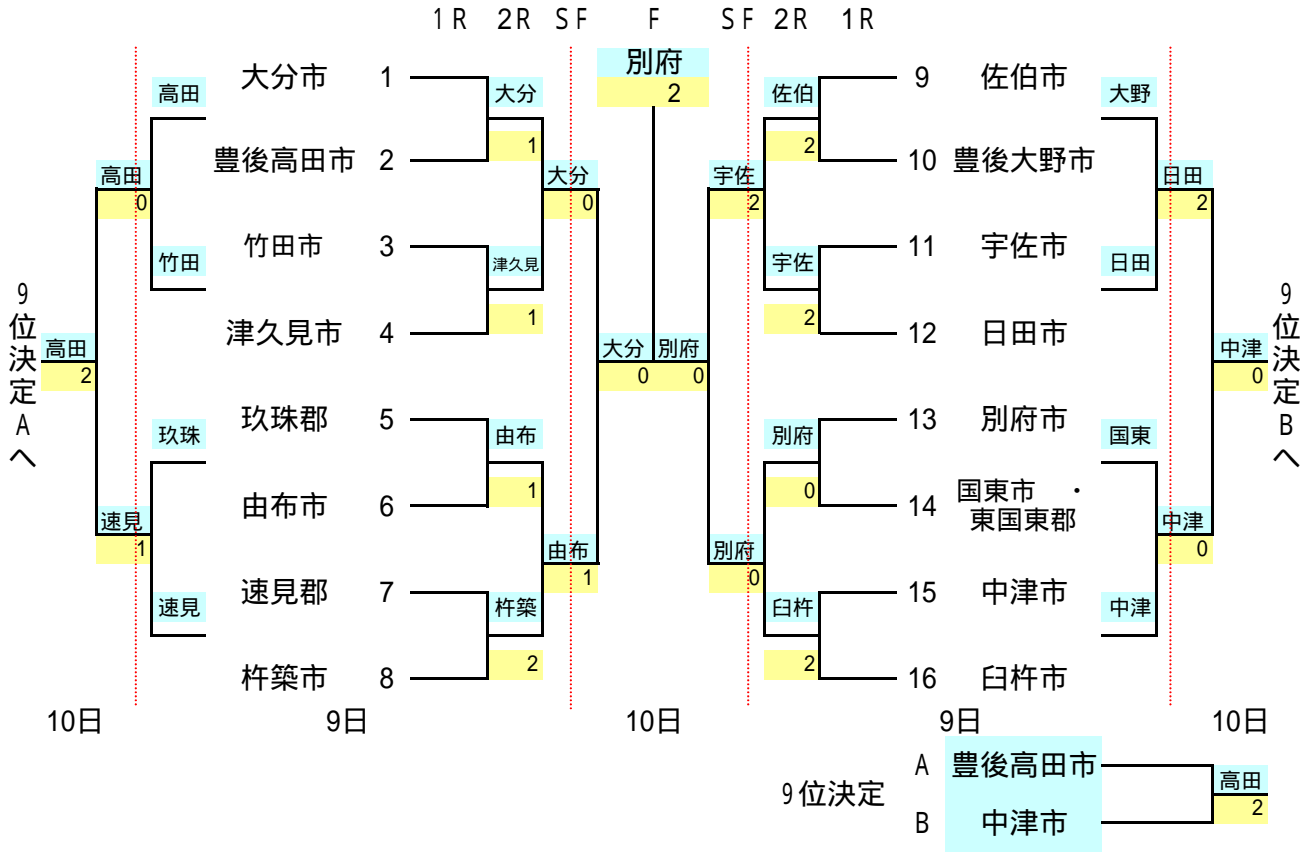 1R 2R SF F SF 2R 1R
別府
2
大分市 1
高田
大分
佐伯
9 佐伯市
大野
豊後高田市 2
1
2
10 豊後大野市
高田
0
大分
0
宇佐
2
日田
2
竹田市 3
竹田
津久見
宇佐
11 宇佐市
日田
津久見市 4
1
2
12 日田市
9位決定Aへ
高田
2
大分 別府
0 0
中津
0
9位決定Bへ
玖珠郡 5
玖珠
由布
別府
13 別府市
国東
由布市 6
1
0
14 国東市 ・
東国東郡
速見
1
由布
1
別府
0
中津
0
速見郡 7
速見
杵築
臼杵
15 中津市
中津
杵築市 8
2
2
16 臼杵市
10日 9日 10日 9日 10日
9位決定
A 豊後高田市
高田
2
B 中津市